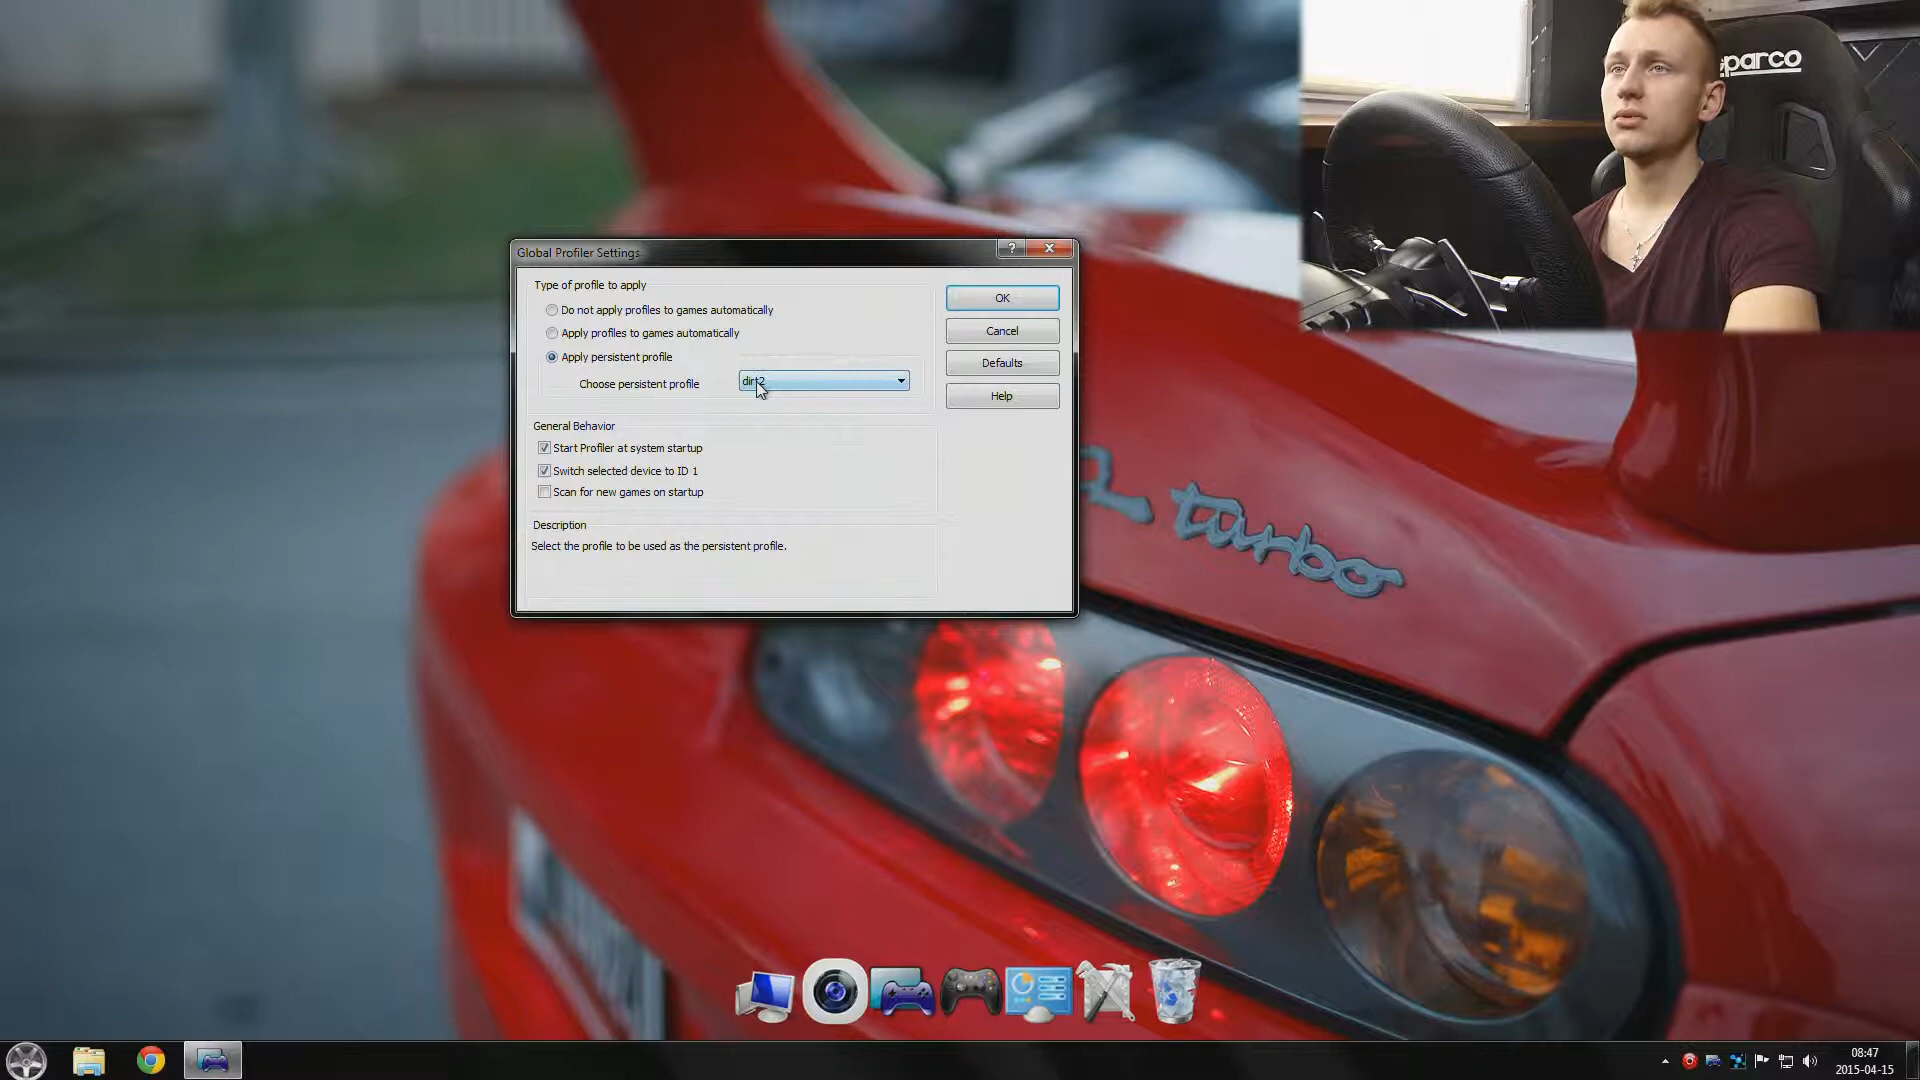 sparco
Global Profiler Settings
?
Type of profile to apply
Do not apply profiles to games automatically
Apply profiles to games automatically
Apply persistent profile
Choose persistent profile
dirt2
OK
Cancel
Defaults
Help
General Behavior
Start Profiler at system startup
Switch selected device to ID 1
Scan for new games on startup
Description
Select the profile to be used as the persistent profile.
turbo
08:47
2015-04-15